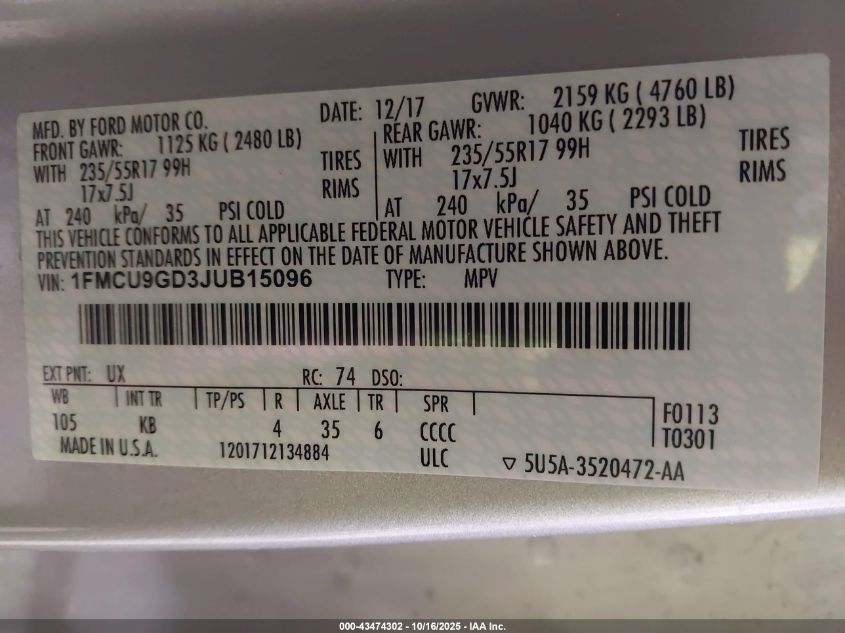 MFD. BY FORD MOTOR CO.
DATE: 12/17 GVWR: 2159 KG ( 4760 LB)
FRONT GAWR: 1125 KG ( 2480 LB)
REAR GAWR: 1040 KG ( 2293 LB)
WITH 235/55R17 99H TIRES
WITH 235/55R17 99H TIRES
17x7.5J RIMS
17x7.5J RIMS
AT 240 kPa/ 35 PSI COLD
AT 240 kPa/ 35 PSI COLD
THIS VEHICLE CONFORMS TO ALL APPLICABLE FEDERAL MOTOR VEHICLE SAFETY AND THEFT
PREVENTION STANDARDS IN EFFECT ON THE DATE OF MANUFACTURE SHOWN ABOVE.
VIN: 1FMCU9GD3JUB15096 TYPE: MPV
EXT PNT: UX RC: 74 DSO:
WB INT TR TP/PS R AXLE TR SPR
105 KB 4 35 6 CCCC
F0113
T0301
MADE IN U.S.A. 1201712134884 ULC 5U5A-3520472-AA
000-43474302 - 10/16/2025 - IAA Inc.